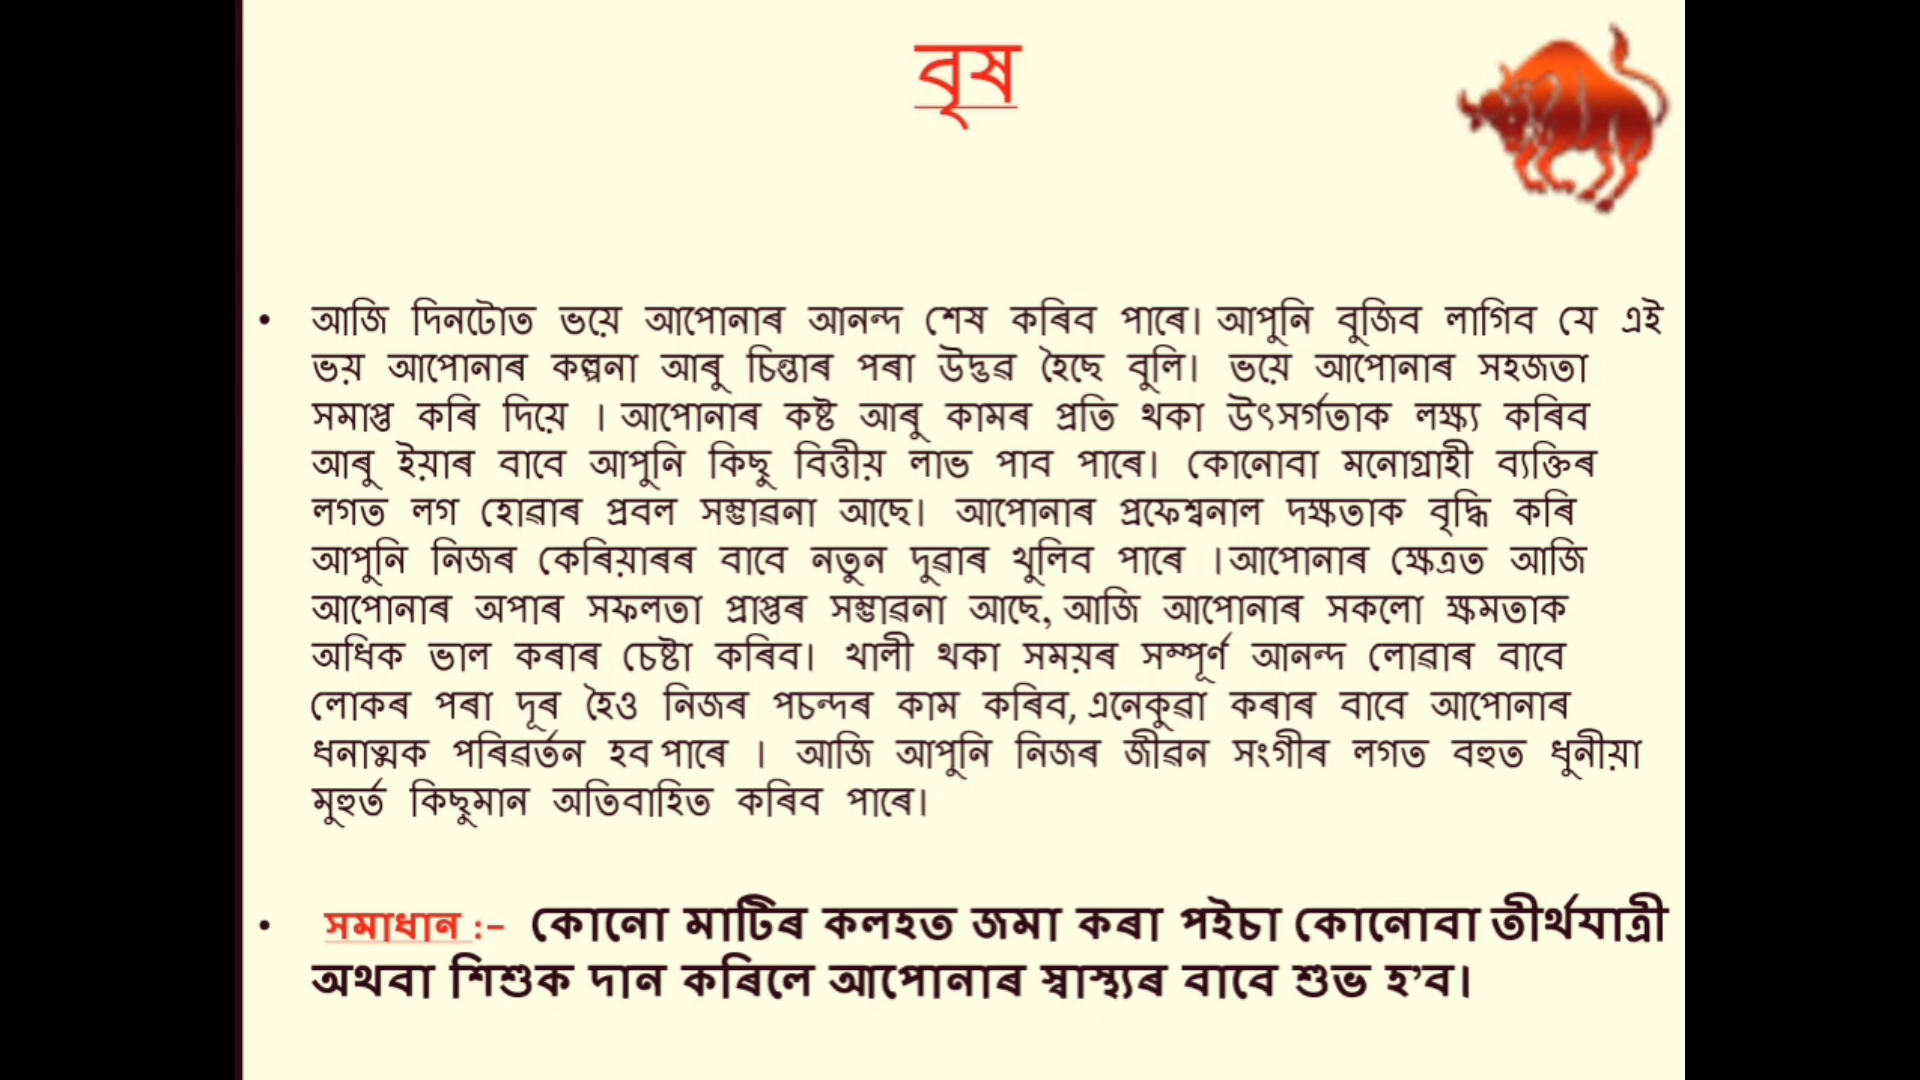 বৃষ
• আজি দিনটোত ভয়ে আপোনাৰ আনন্দ শেষ কৰিব পাৰে। আপুনি বুজিব লাগিব যে এই
ভয় আপোনাৰ কল্পনা আৰু চিন্তাৰ পৰা উদ্ভৱ হৈছে বুলি। ভয়ে আপোনাৰ সহজতা
সমাপ্ত কৰি দিয়ে । আপোনাৰ কষ্ট আৰু কামৰ প্ৰতি থকা উৎসৰ্গতাক লক্ষ্য কৰিব
আৰু ইয়াৰ বাবে আপুনি কিছু বিত্তীয় লাভ পাব পাৰে। কোনোবা মনোগ্ৰাহী ব্যক্তিৰ
লগত লগ হোৱাৰ প্ৰবল সম্ভাৱনা আছে। আপোনাৰ প্ৰফেশ্বনাল দক্ষতাক বৃদ্ধি কৰি
আপুনি নিজৰ কেৰিয়াৰৰ বাবে নতুন দুৱাৰ খুলিব পাৰে ।আপোনাৰ ক্ষেত্ৰত আজি
আপোনাৰ অপাৰ সফলতা প্ৰাপ্তৰ সম্ভাৱনা আছে, আজি আপোনাৰ সকলো ক্ষমতাক
অধিক ভাল কৰাৰ চেষ্টা কৰিব। খালী থকা সময়ৰ সম্পূৰ্ণ আনন্দ লোৱাৰ বাবে
লোকৰ পৰা দূৰ হৈও নিজৰ পচন্দৰ কাম কৰিব, এনেকুৱা কৰাৰ বাবে আপোনাৰ
ধনাত্মক পৰিৱৰ্তন হব পাৰে । আজি আপুনি নিজৰ জীৱন সংগীৰ লগত বহুত ধুনীয়া
মুহুৰ্ত কিছুমান অতিবাহিত কৰিব পাৰে।
• সমাধান :– কোনো মাটিৰ কলহত জমা কৰা পইচা কোনোবা তীৰ্থযাত্ৰী
অথবা শিশুক দান কৰিলে আপোনাৰ স্বাস্থ্যৰ বাবে শুভ হ’ব।